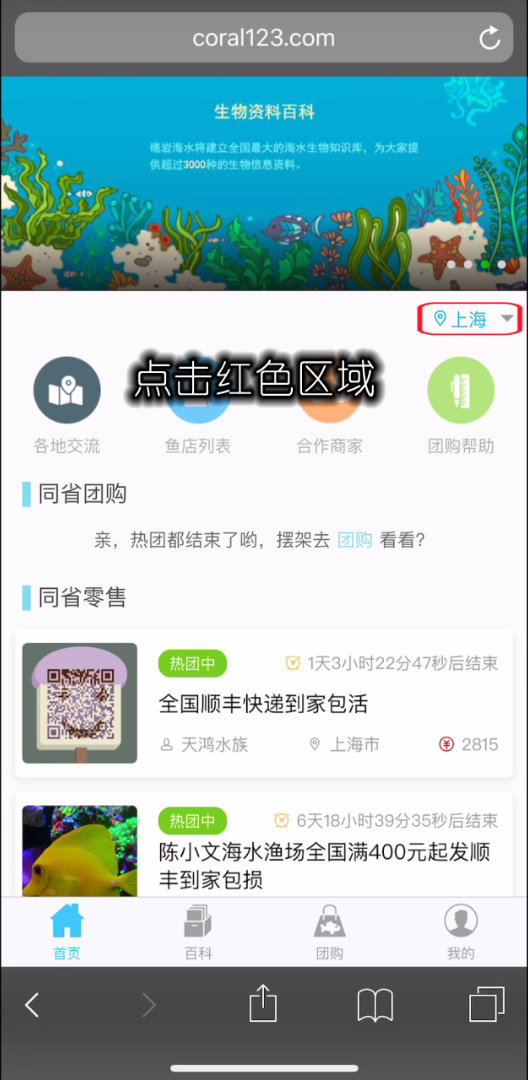 coral123.com
生物资料百科
礁岩海水将建立全国最大的海水生物知识库，为大家提
供超过3000种的生物信息资料。
上海
点击红色区域
各地交流
鱼店列表
合作商家
团购帮助
同省团购
亲，热团都结束了哟，摆架去 团购 看看？
同省零售
热团中
1天3小时22分47秒后结束
全国顺丰快递到家包活
天鸿水族
上海市
2815
热团中
6天18小时39分35秒后结束
陈小文海水渔场全国满400元起发顺
丰到家包损
首页
百科
团购
我的